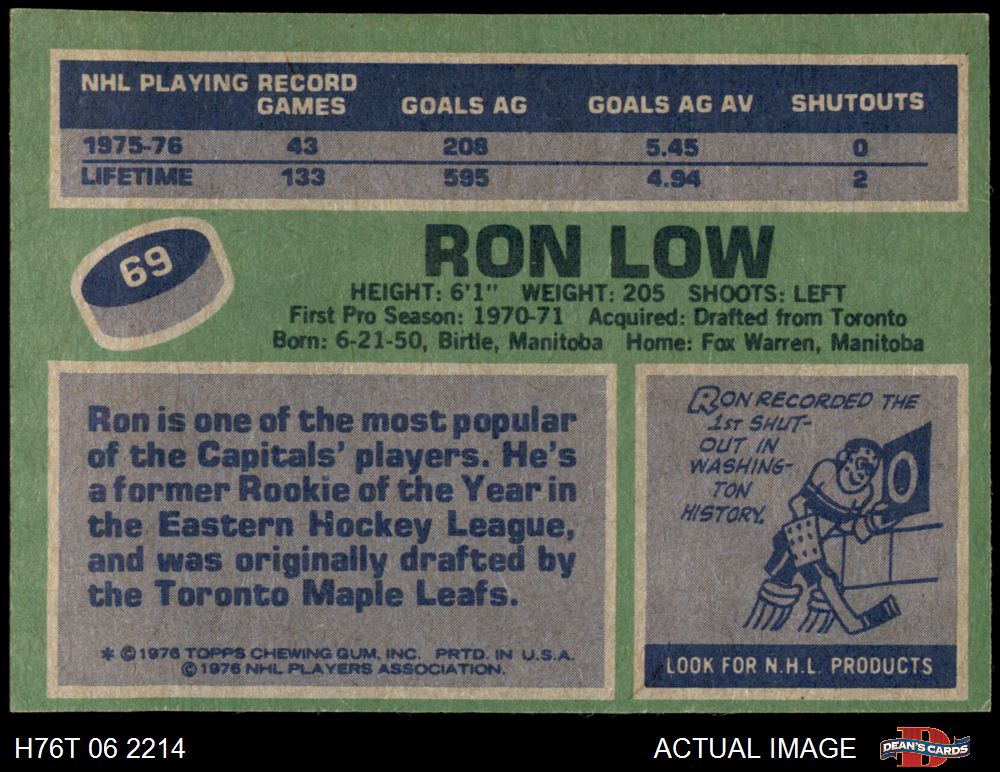 NHL PLAYING RECORD
GAMES GOALS AG GOALS AG AV SHUTOUTS
1975-76 43 208 5.45 0
LIFETIME 133 595 4.94 2
69
RON LOW
HEIGHT: 6'1" WEIGHT: 205 SHOOTS: LEFT
First Pro Season: 1970-71 Acquired: Drafted from Toronto
Born: 6-21-50, Birtle, Manitoba Home: Fox Warren, Manitoba
Ron is one of the most popular
of the Capitals' players. He's
a former Rookie of the Year in
the Eastern Hockey League,
and was originally drafted by
the Toronto Maple Leafs.
* ©1976 TOPPS CHEWING GUM, INC. PRTD. IN U.S.A.
©1976 NHL PLAYERS ASSOCIATION.
RON RECORDED THE
1ST SHUT-
OUT IN
WASHING-
TON
HISTORY.
0
LOOK FOR N.H.L. PRODUCTS
H76T 06 2214
ACTUAL IMAGE
D
DEAN'S CARDS